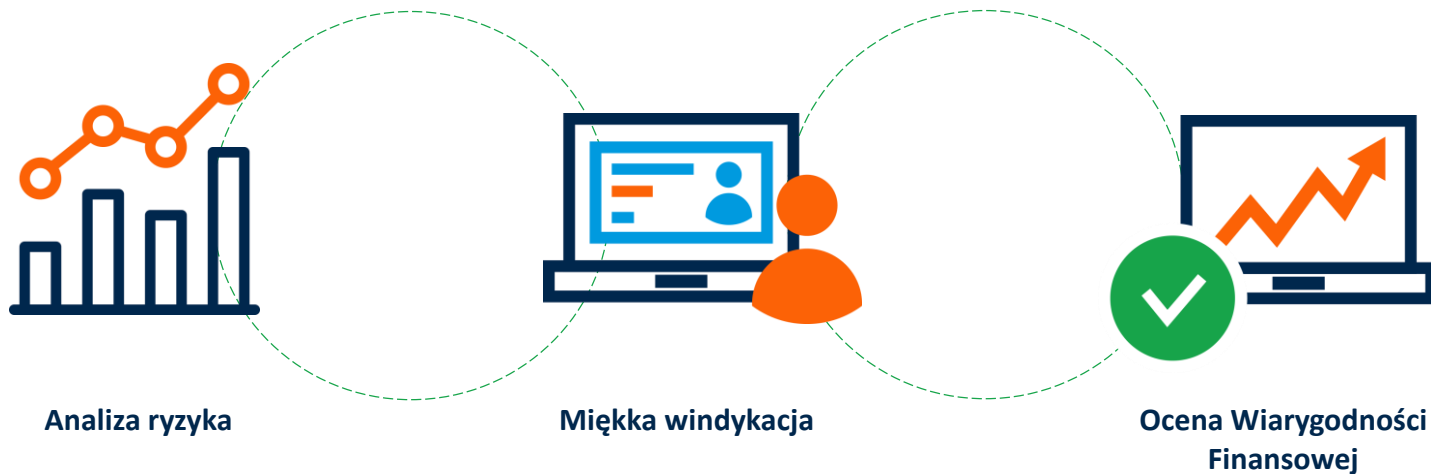 Analiza ryzyka
Miękka windykacja
Ocena Wiarygodności
Finansowej